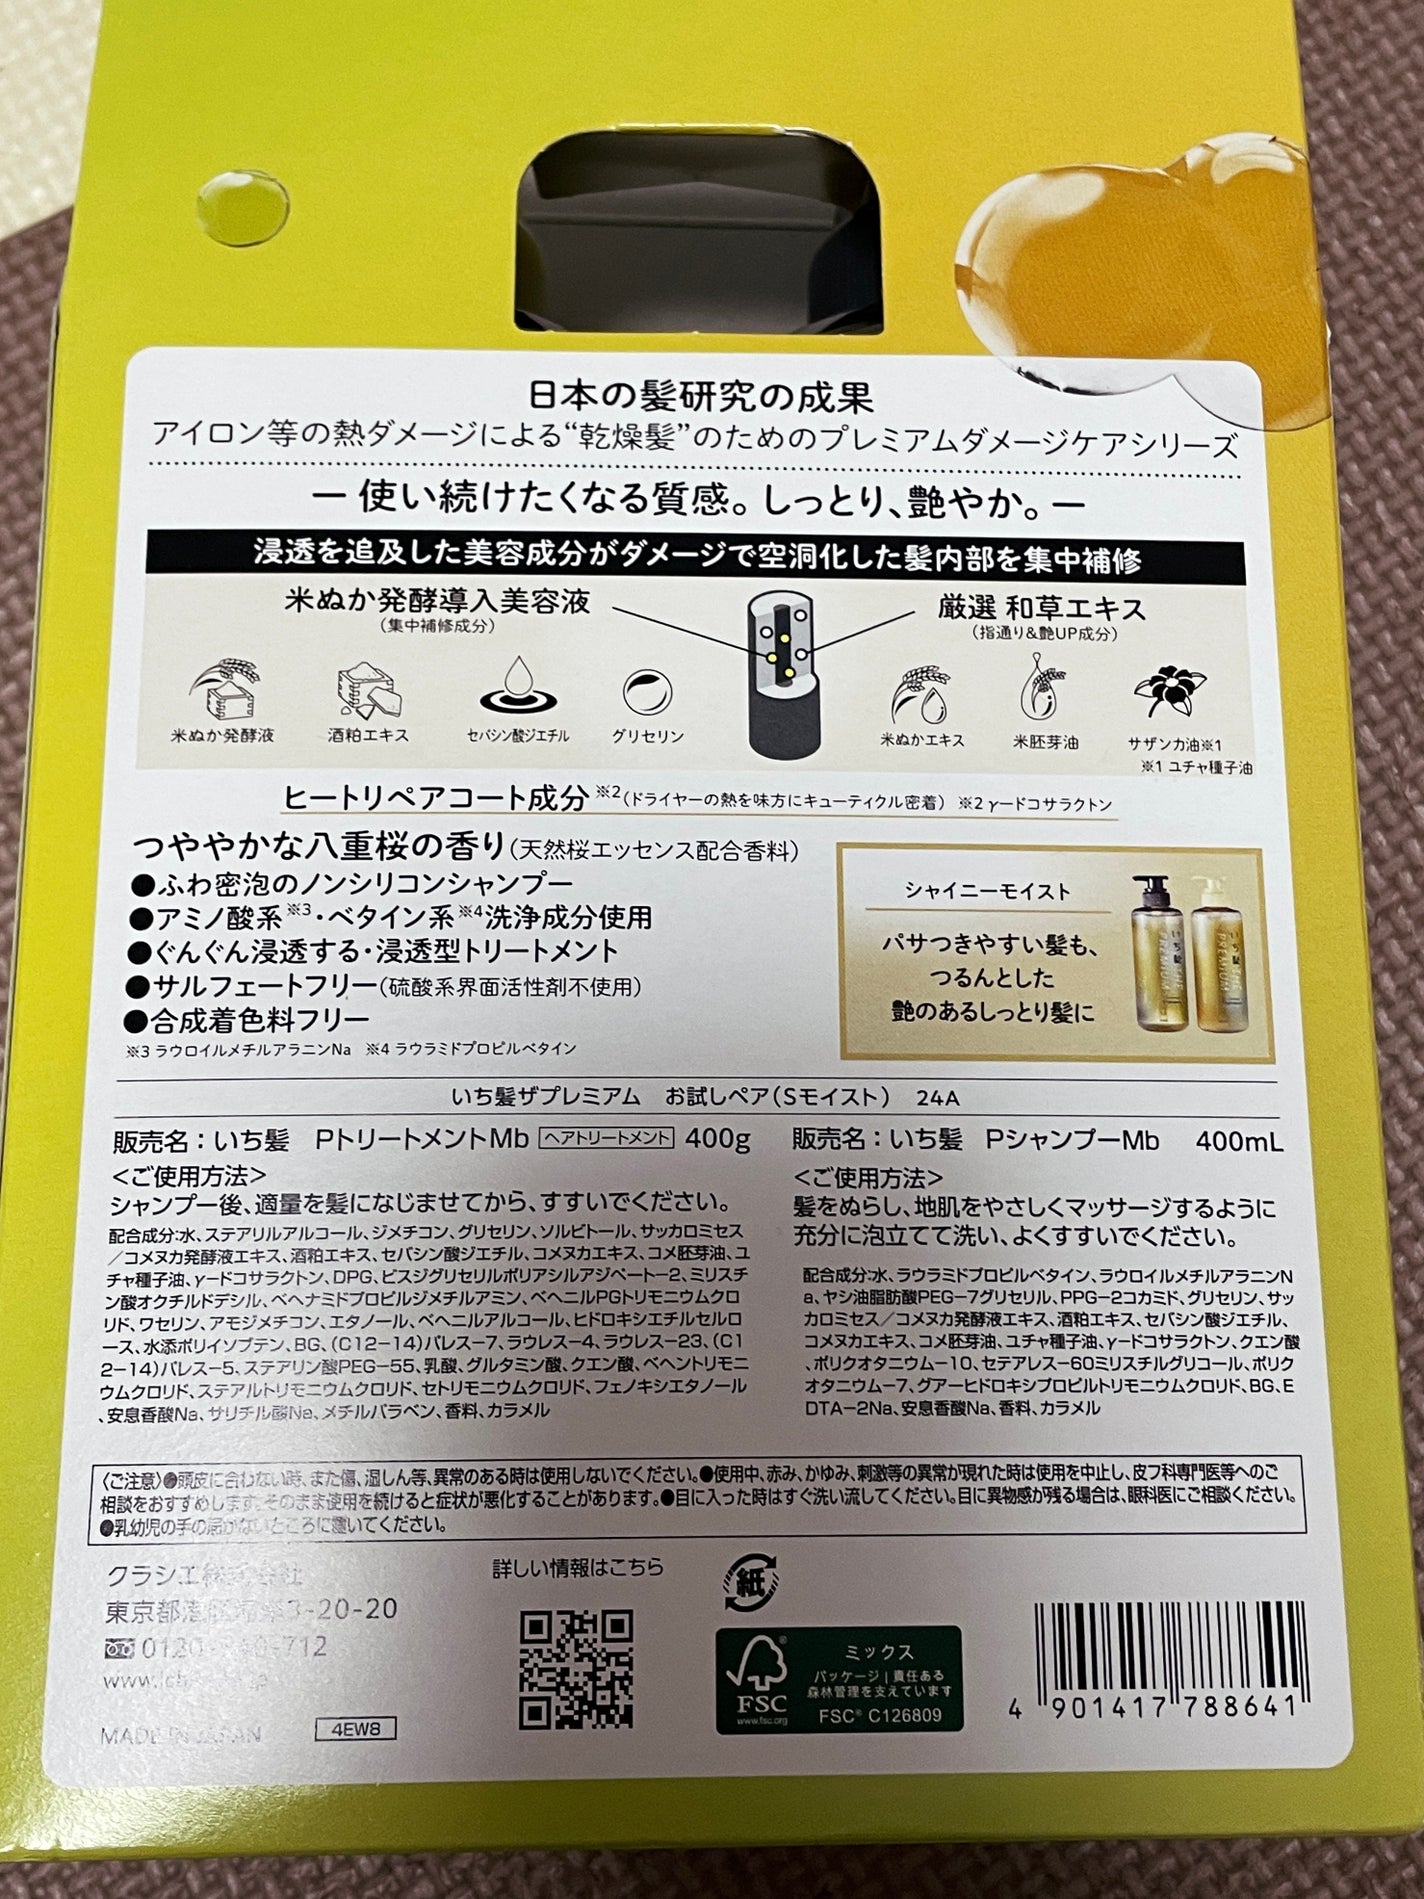 日本の髪研究の成果
アイロン等の熱ダメージによる“乾燥髪”のためのプレミアムダメージケアシリーズ
― 使い続けたくなる質感。しっとり、艶やか。―
浸透を追及した美容成分がダメージで空洞化した髪内部を集中補修
米ぬか発酵導入美容液
(集中補修成分)
厳選 和草エキス
(指通り&艶UP成分)
米ぬか発酵液
酒粕エキス
セバシン酸ジエチル
グリセリン
米ぬかエキス
米胚芽油
サザンカ油※1
※1 ユチャ種子油
ヒートリペアコート成分※2(ドライヤーの熱を味方にキューティクル密着) ※2 γードコサラクトン
つややかな八重桜の香り(天然桜エッセンス配合香料)
●ふわ密泡のノンシリコンシャンプー
●アミノ酸系※3・ベタイン系※4洗浄成分使用
●ぐんぐん浸透する・浸透型トリートメント
●サルフェートフリー(硫酸系界面活性剤不使用)
●合成着色料フリー
※3 ラウロイルメチルアラニンNa ※4 ラウラミドプロピルベタイン
シャイニーモイスト
パサつきやすい髪も、
つるんとした
艶のあるしっとり髪に
いち髪
PREMIUM
いち髪
PREMIUM
いち髪ザプレミアム お試しペア(Sモイスト) 24A
販売名：いち髪 PトリートメントMb ヘアトリートメント 400g
<ご使用方法>
シャンプー後、適量を髪になじませてから、すすいでください。
配合成分:水、ステアリルアルコール、ジメチコン、グリセリン、ソルビトール、サッカロミセス
／コメヌカ発酵液エキス、酒粕エキス、セバシン酸ジエチル、コメヌカエキス、コメ胚芽油、ユ
チャ種子油、γードコサラクトン、DPG、ビスジグリセリルポリアシルアジペートー2、ミリスチ
ン酸オクチルドデシル、ベヘナミドプロピルジメチルアミン、ベヘニルPGトリモニウムクロ
リド、ワセリン、アモジメチコン、エタノール、ベヘニルアルコール、ヒドロキシエチルセルロ
ース、水添ポリイソブテン、BG、(C12ー14)パレスー7、ラウレスー4、ラウレスー23、(C1
2ー14)パレスー5、ステアリン酸PEGー55、乳酸、グルタミン酸、クエン酸、ベヘントリモニ
ウムクロリド、ステアルトリモニウムクロリド、セトリモニウムクロリド、フェノキシエタノール
、安息香酸Na、サリチル酸Na、メチルパラベン、香料、カラメル
販売名：いち髪 PシャンプーMb 400mL
<ご使用方法>
髪をぬらし、地肌をやさしくマッサージするように
充分に泡立てて洗い、よくすすいでください。
配合成分:水、ラウラミドプロピルベタイン、ラウロイルメチルアラニンN
a、ヤシ油脂肪酸PEGー7グリセリル、PPGー2コカミド、グリセリン、サッ
カロミセス／コメヌカ発酵液エキス、酒粕エキス、セバシン酸ジエチル、
コメヌカエキス、コメ胚芽油、ユチャ種子油、γードコサラクトン、クエン酸
、ポリクオタニウムー10、セテアレスー60ミリスチルグリコール、ポリク
オタニウムー7、グアーヒドロキシプロピルトリモニウムクロリド、BG、E
DTAー2Na、安息香酸Na、香料、カラメル
〈ご注意〉●頭皮に合わない時、また傷、湿しん等、異常のある時は使用しないでください。●使用中、赤み、かゆみ、刺激等の異常が現れた時は使用を中止し、皮フ科専門医等へのご
相談をおすすめします。そのまま使用を続けると症状が悪化することがあります。●目に入った時はすぐ洗い流してください。目に異物感が残る場合は、眼科医にご相談ください。
●乳幼児の手の届かないところに置いてください。
クラシエ株式会社
東京都 3-20-20
0120- -712
MADE IN JAPAN
4EW8
詳しい情報はこちら
紙
FSC
www.fsc.org
ミックス
パッケージ｜責任ある
森林管理を支えています
FSC® C126809
4 901417 788641